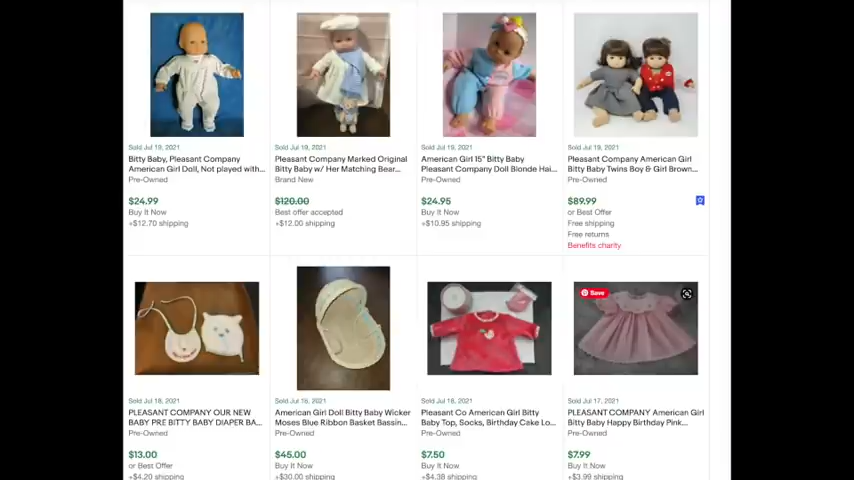 Sold Jul 19, 2021
Bitty Baby, Pleasant Company
American Girl Doll, Not played with...
Pre-Owned
$24.99
Buy It Now
+$12.70 shipping
Sold Jul 19, 2021
Pleasant Company Marked Original
Bitty Baby w/ Her Matching Bear...
Brand New
$120.00
Best offer accepted
+$12.00 shipping
Sold Jul 19, 2021
American Girl 15" Bitty Baby
Pleasant Company Doll Blonde Hai...
Pre-Owned
$24.95
Buy It Now
+$10.95 shipping
Sold Jul 19, 2021
Pleasant Company American Girl
Bitty Baby Twins Boy & Girl Brown...
Pre-Owned
$89.99
or Best Offer
Free shipping
Free returns
Benefits charity
Save
Sold Jul 18, 2021
PLEASANT COMPANY OUR NEW
BABY PRE BITTY BABY DIAPER BA...
Pre-Owned
$13.00
or Best Offer
+$4.20 shipping
Sold Jul 18, 2021
American Girl Doll Bitty Baby Wicker
Moses Blue Ribbon Basket Bassin...
Pre-Owned
$45.00
Buy It Now
+$30.00 shipping
Sold Jul 18, 2021
Pleasant Co American Girl Bitty
Baby Top, Socks, Birthday Cake Lo...
Pre-Owned
$7.50
Buy It Now
+$4.38 shipping
Sold Jul 17, 2021
PLEASANT COMPANY American Girl
Bitty Baby Happy Birthday Pink...
Pre-Owned
$7.99
Buy It Now
+$3.99 shipping